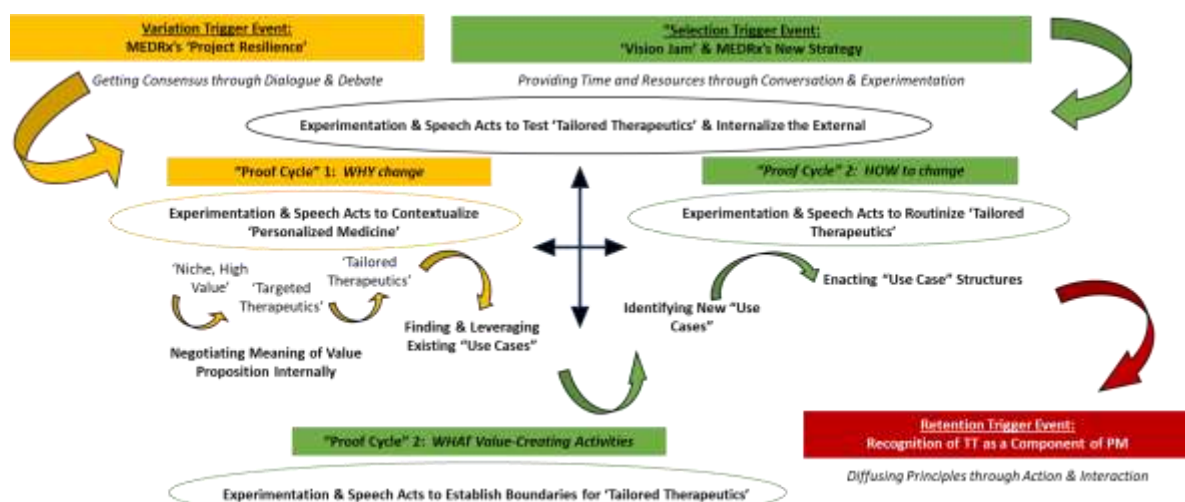 Variation Trigger Event:
MEDRx's 'Project Resilience'
"Selection Trigger Event:
'Vision Jam' & MEDRx's New Strategy
Getting Consensus through Dialogue & Debate
Providing Time and Resources through Conversation & Experimentation
Experimentation & Speech Acts to Test 'Tailored Therapeutics' & Internalize the External
"Proof Cycle" 1: WHY change
"Proof Cycle" 2: HOW to change
Experimentation & Speech Acts to Contextualize
'Personalized Medicine'
Experimentation & Speech Acts to Routinize 'Tailored
Therapeutics'
'Niche, High
Value'
'Targeted
Therapeutics'
'Tailored
Therapeutics'
Finding & Leveraging
Existing "Use Cases"
Negotiating Meaning of Value
Proposition Internally
Identifying New "Use
Cases"
Enacting "Use Case" Structures
"Proof Cycle" 2: WHAT Value-Creating Activities
Experimentation & Speech Acts to Establish Boundaries for 'Tailored Therapeutics'
Retention Trigger Event:
Recognition of TT as a Component of PM
Diffusing Principles through Action & Interaction